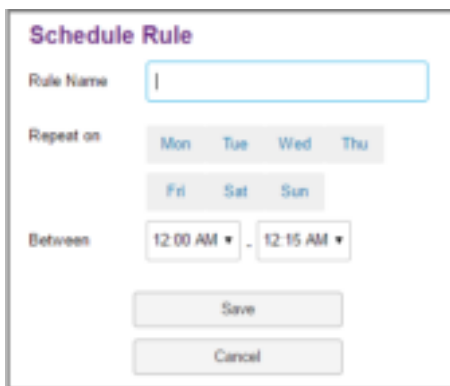 Schedule Rule
Rule Name
Repeat on Mon Tue Wed Thu
Fri Sat Sun
Between 12:00 AM - 12:15 AM
Save
Cancel